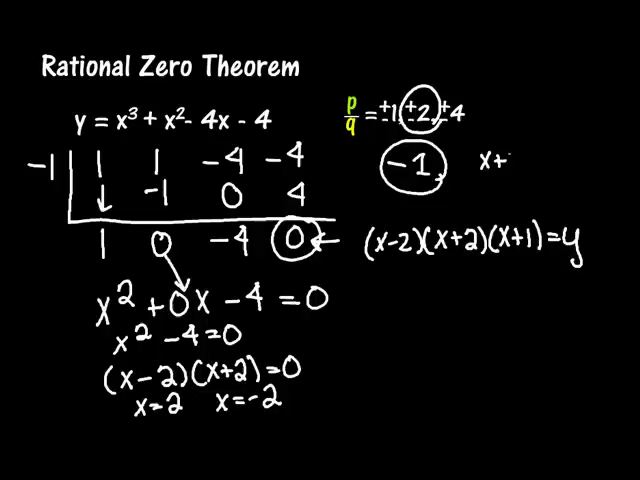 Rational Zero Theorem
y = x³ + x² - 4x - 4
p/q = ±1, ±2, ±4
-1 | 1 1 -4 -4
↓ -1 0 4
1 0 -4 0 ←
-1, x+
(x-2)(x+2)(x+1)=y
x² + 0x - 4 = 0
x² - 4 = 0
(x-2)(x+2)=0
x=2 x=-2